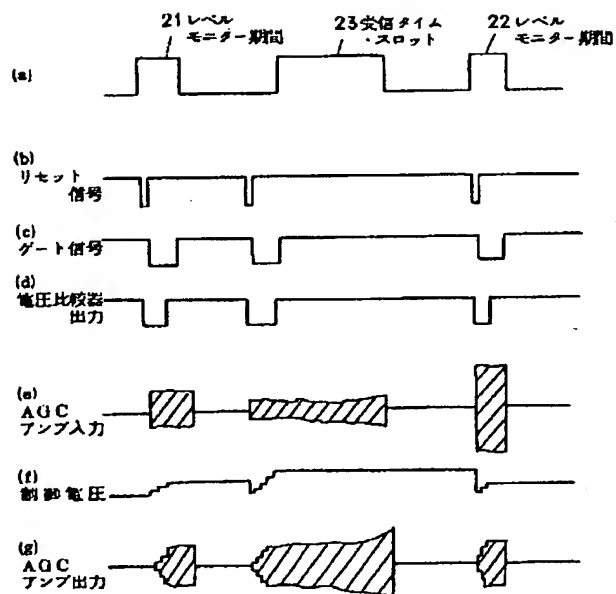 21レベル
モニター期間
23受信タイム
・スロット
22レベル
モニター期間
(a)
(b)
リセット
信号
(c)
ゲート信号
(d)
電圧比較器
出力
(e)
AGC
アンプ入力
(f)
制御電圧
(g)
AGC
アンプ出力